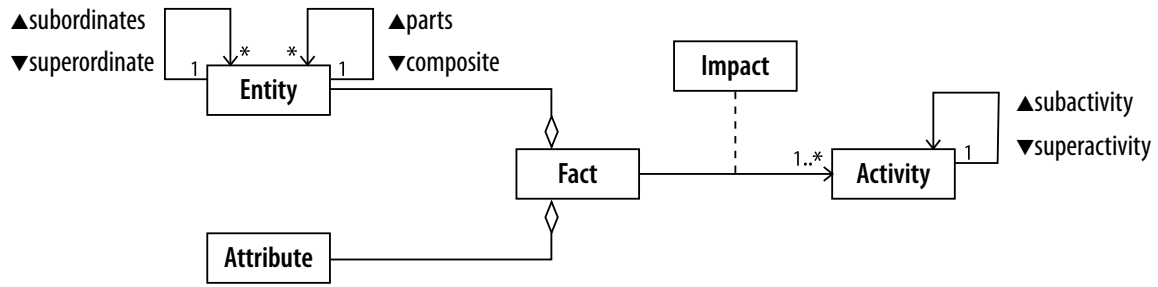 ▲subordinates
▼superordinate
* *
1 1
▲parts
▼composite
Entity
Impact
▲subactivity
▼superactivity
1
1..*
Fact
Activity
Attribute